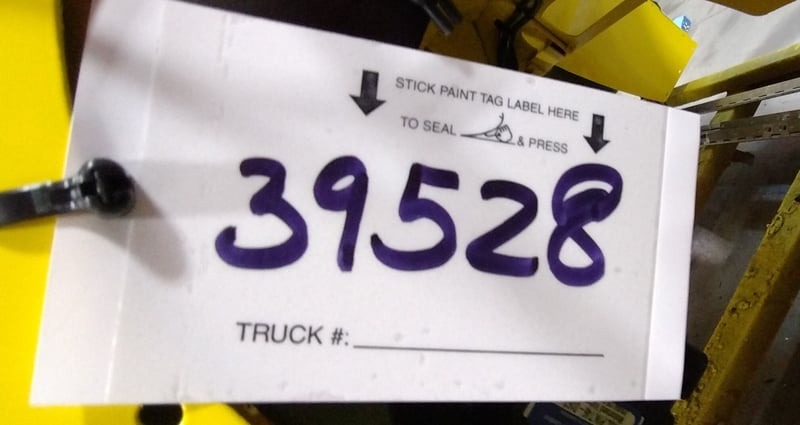 STICK PAINT TAG LABEL HERE
TO SEAL & PRESS
39528
TRUCK #: